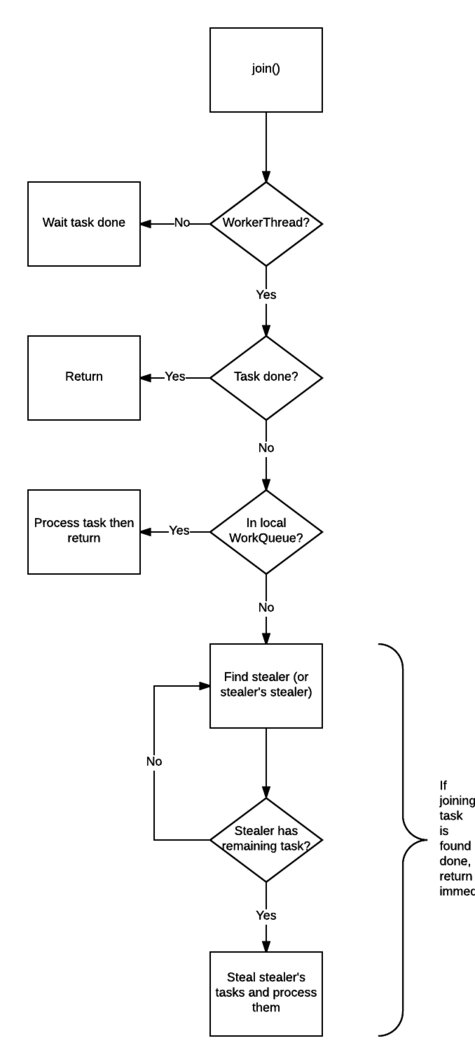 join()
WorkerThread?
No
Wait task done
Yes
Task done?
Yes
Return
No
In local
WorkQueue?
Yes
Process task then
return
No
Find stealer (or
stealer's stealer)
No
Stealer has
remaining task?
Yes
Steal stealer's
tasks and process
them
If
joining
task
is
found
done,
return
immed